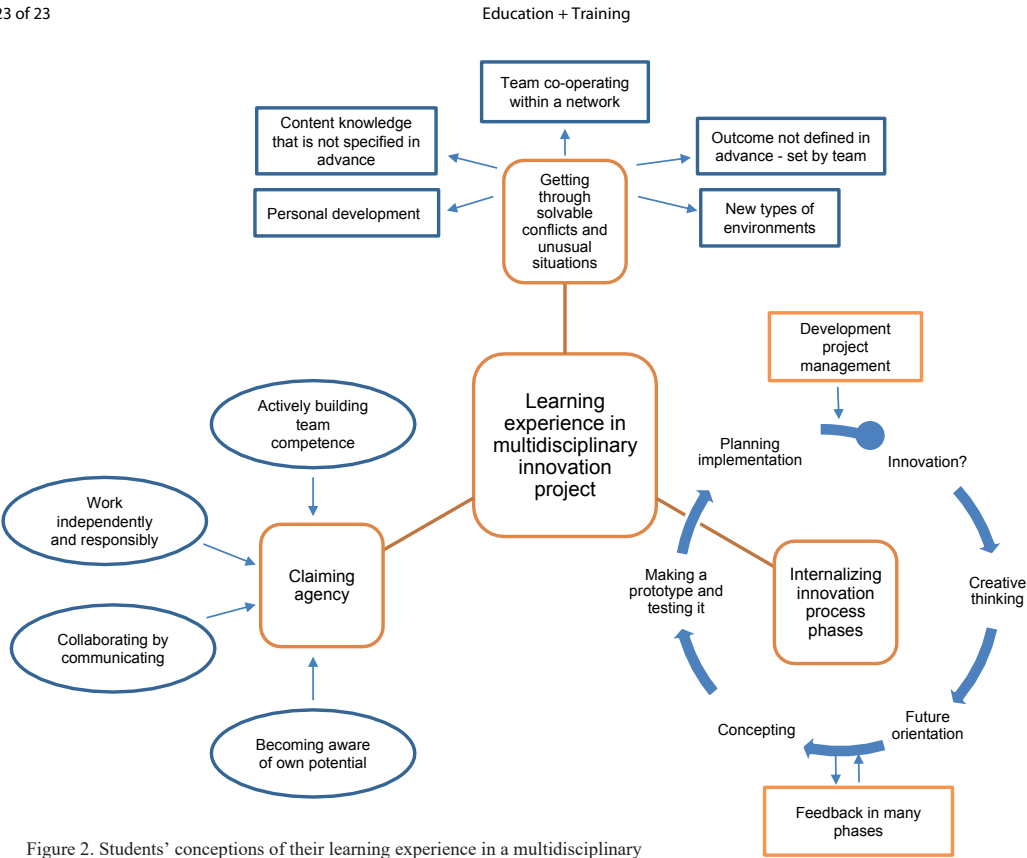 23 of 23
Education + Training
Team co-operating
within a network
Content knowledge
that is not specified in
advance
Outcome not defined in
advance - set by team
Personal development
Getting
through
solvable
conflicts and
unusual
situations
New types of
environments
Development
project
management
Learning
experience in
multidisciplinary
innovation
project
Actively building
team
competence
Planning
implementation
Innovation?
Work
independently
and responsibly
Claiming
agency
Making a
prototype and
testing it
Internalizing
innovation
process
phases
Creative
thinking
Collaborating by
communicating
Becoming aware
of own potential
Concepting
Future
orientation
Feedback in many
phases
Figure 2. Students’ conceptions of their learning experience in a multidisciplinary